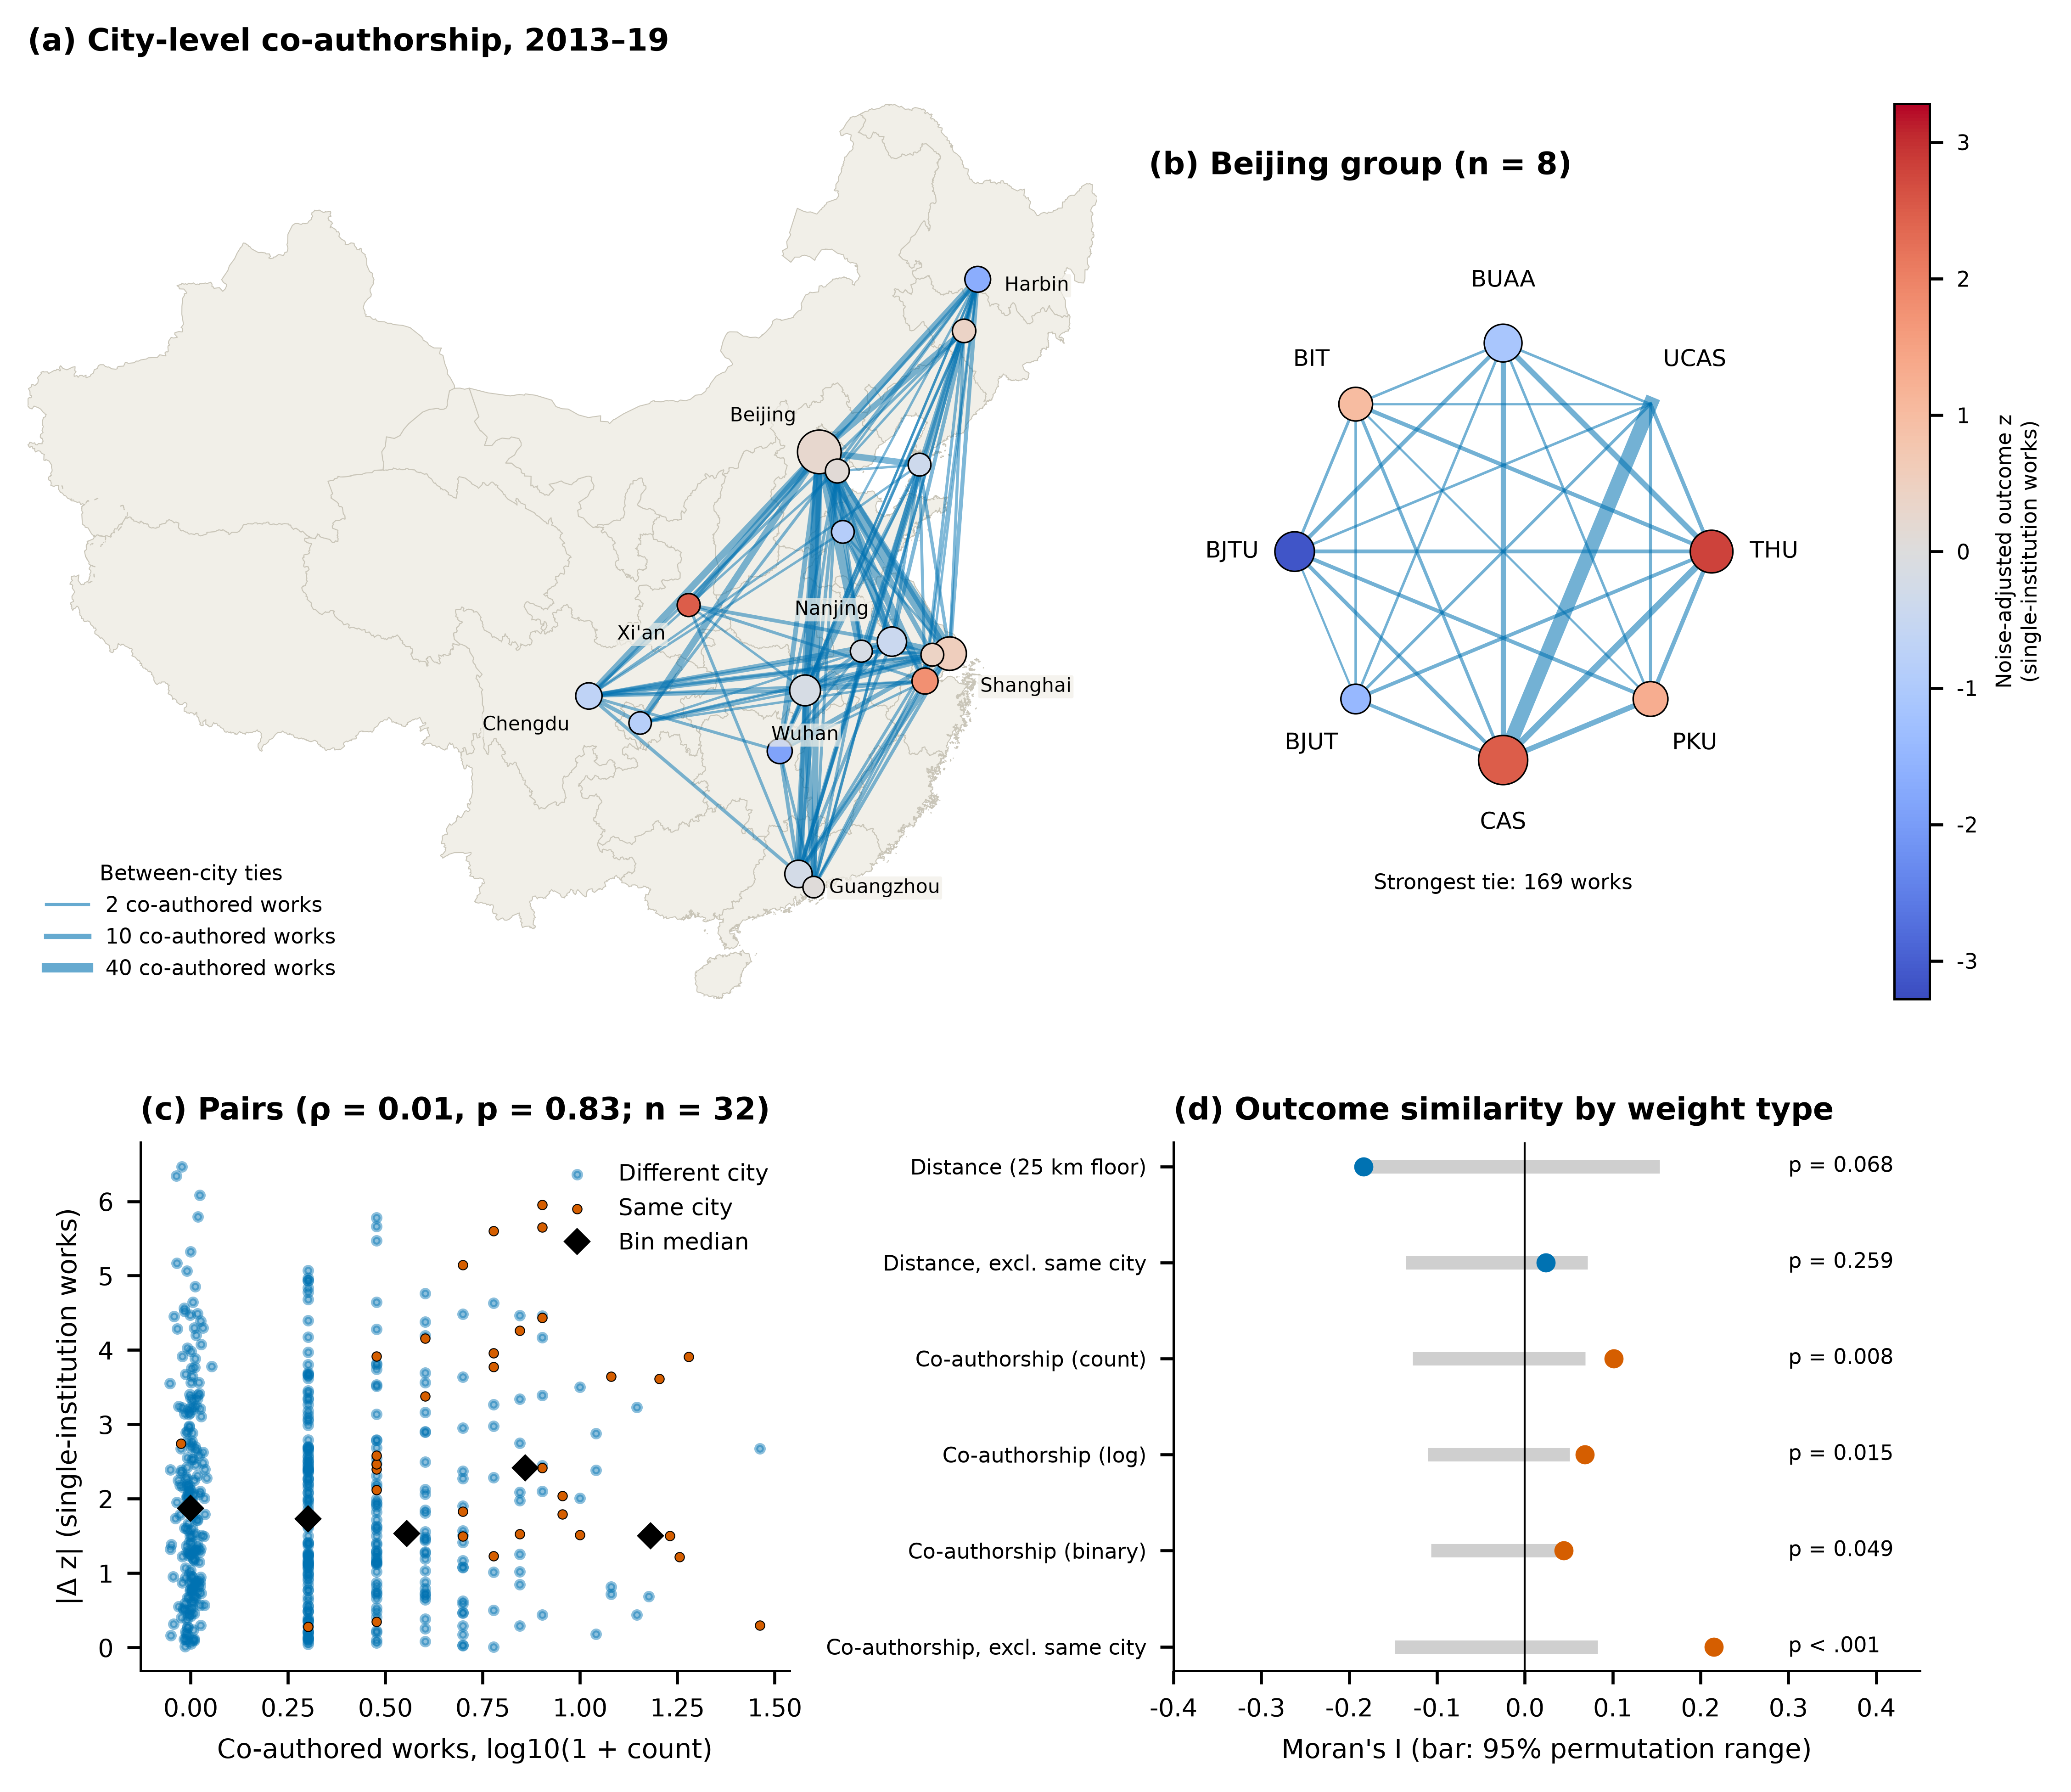 (a) City-level co-authorship, 2013–19
Harbin
Beijing
Nanjing
Xi'an
Shanghai
Chengdu
Wuhan
Guangzhou
Between-city ties
2 co-authored works
10 co-authored works
40 co-authored works
(b) Beijing group (n = 8)
BUAA
BIT
UCAS
BJTU
THU
BJUT
PKU
CAS
Strongest tie: 169 works
3
2
1
0
-1
-2
-3
Noise-adjusted outcome z
(single-institution works)
(c) Pairs (ρ = 0.01, p = 0.83; n = 32)
Different city
Same city
Bin median
6
5
4
3
2
1
0
|Δ z| (single-institution works)
0.00 0.25 0.50 0.75 1.00 1.25 1.50
Co-authored works, log10(1 + count)
(d) Outcome similarity by weight type
Distance (25 km floor) p = 0.068
Distance, excl. same city p = 0.259
Co-authorship (count) p = 0.008
Co-authorship (log) p = 0.015
Co-authorship (binary) p = 0.049
Co-authorship, excl. same city p < .001
-0.4 -0.3 -0.2 -0.1 0.0 0.1 0.2 0.3 0.4
Moran's I (bar: 95% permutation range)